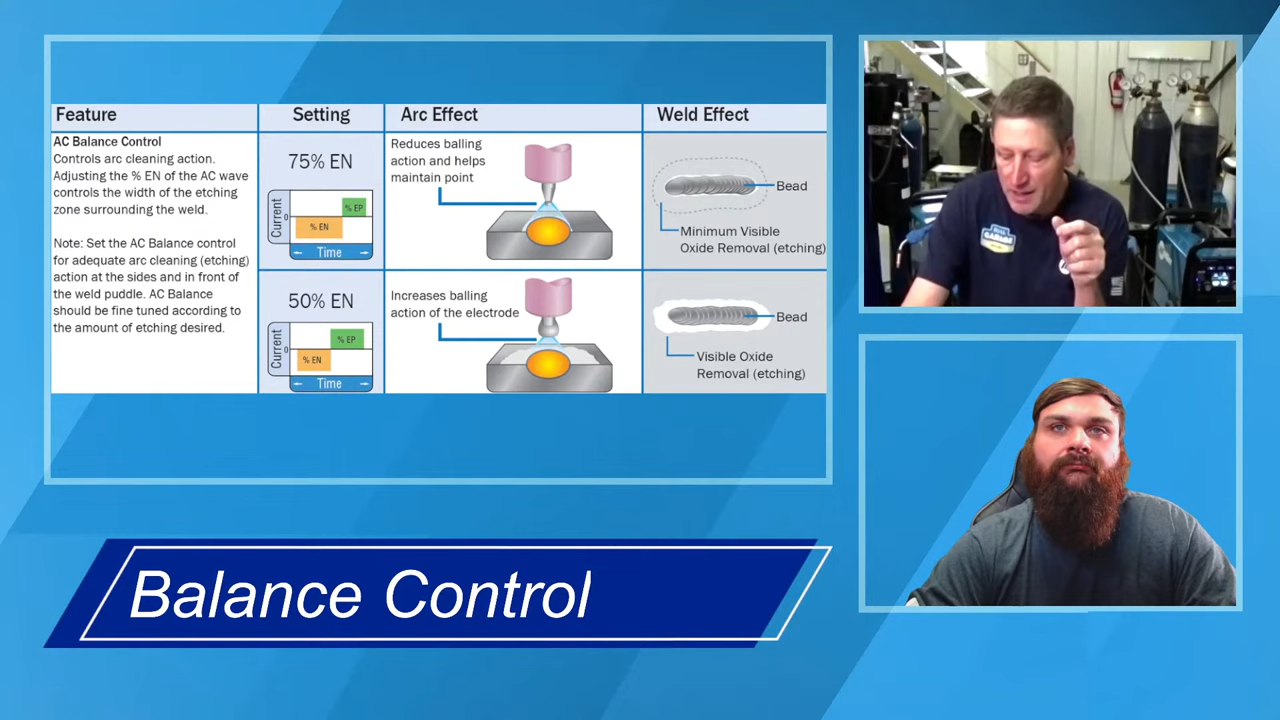 Feature
Setting
Arc Effect
Weld Effect
AC Balance Control
Controls arc cleaning action.
Adjusting the % EN of the AC wave
controls the width of the etching
zone surrounding the weld.
Note: Set the AC Balance control
for adequate arc cleaning (etching)
action at the sides and in front of
the weld puddle. AC Balance
should be fine tuned according to
the amount of etching desired.
75% EN
Current
0
% EP
% EN
Time
Reduces balling
action and helps
maintain point
Bead
Minimum Visible
Oxide Removal (etching)
50% EN
Current
0
% EP
% EN
Time
Increases balling
action of the electrode
Bead
Visible Oxide
Removal (etching)
GARAGE
Balance Control